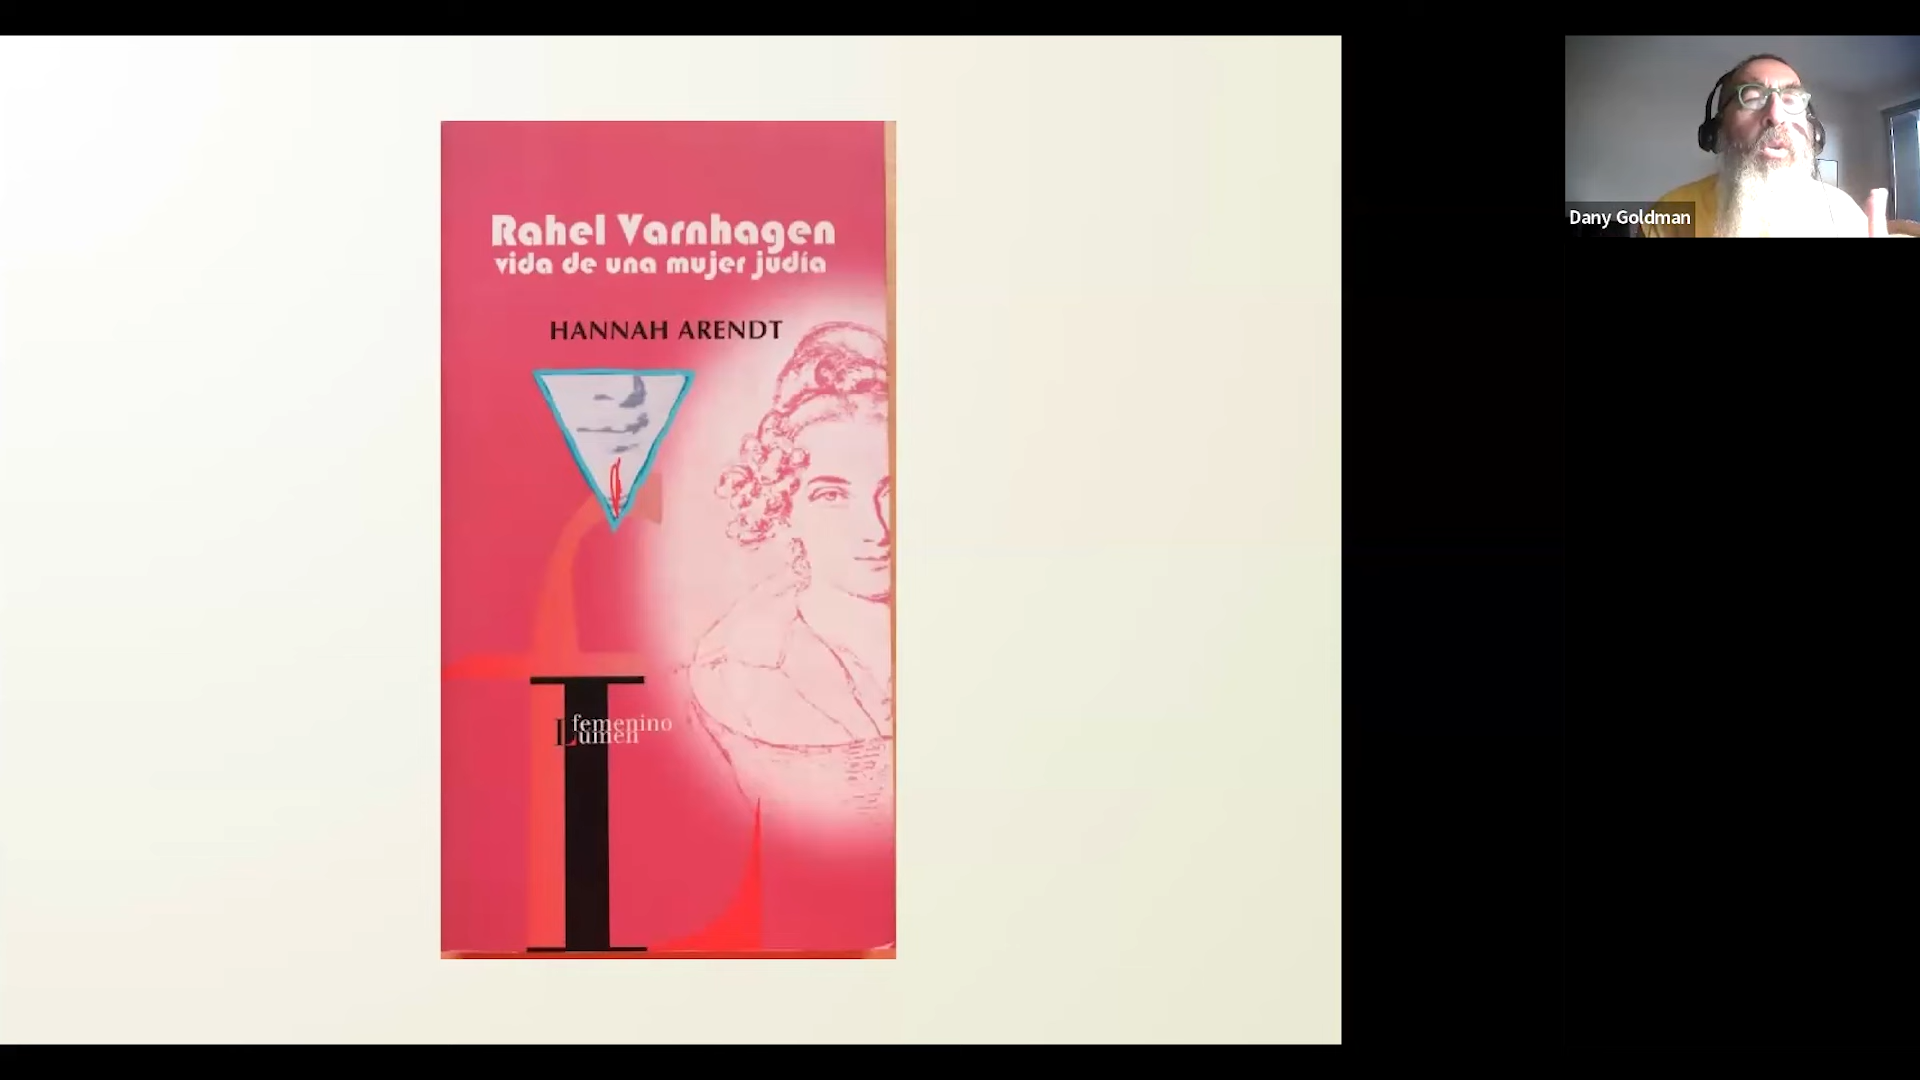 Rahel Varnhagen
vida de una mujer judía
HANNAH ARENDT
femenino
Lumen
Dany Goldman